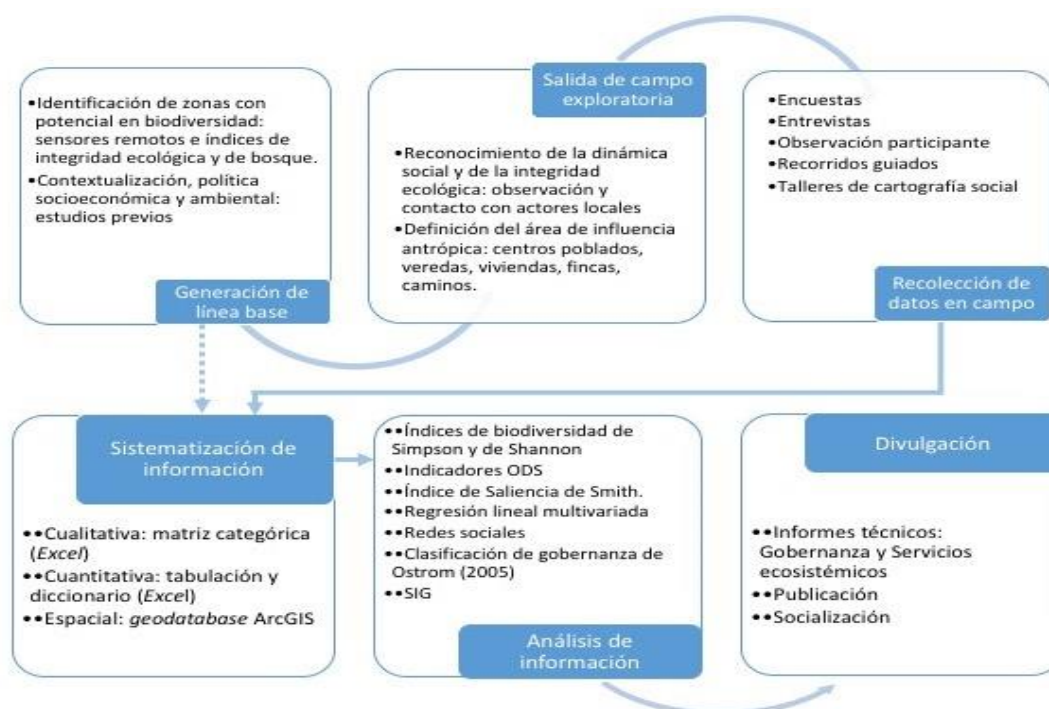 •Identificación de zonas con
potencial en biodiversidad:
sensores remotos e índices de
integridad ecológica y de bosque.
•Contextualización, política
socioeconómica y ambiental:
estudios previos
Generación de
línea base
Salida de campo
exploratoria
•Reconocimiento de la dinámica
social y de la integridad
ecológica: observación y
contacto con actores locales
•Definición del área de influencia
antrópica: centros poblados,
veredas, viviendas, fincas,
caminos.
•Encuestas
•Entrevistas
•Observación participante
•Recorridos guiados
•Talleres de cartografía social
Recolección de
datos en campo
Sistematización de
información
••Cualitativa: matriz categórica
(Excel)
••Cuantitativa: tabulación y
diccionario (Excel)
••Espacial: geodatabase ArcGIS
••Índices de biodiversidad de
Simpson y de Shannon
••Indicadores ODS
••Índice de Saliencia de Smith.
••Regresión lineal multivariada
••Redes sociales
••Clasificación de gobernanza de
Ostrom (2005)
••SIG
Análisis de
información
Divulgación
••Informes técnicos:
Gobernanza y Servicios
ecosistémicos
••Publicación
••Socialización